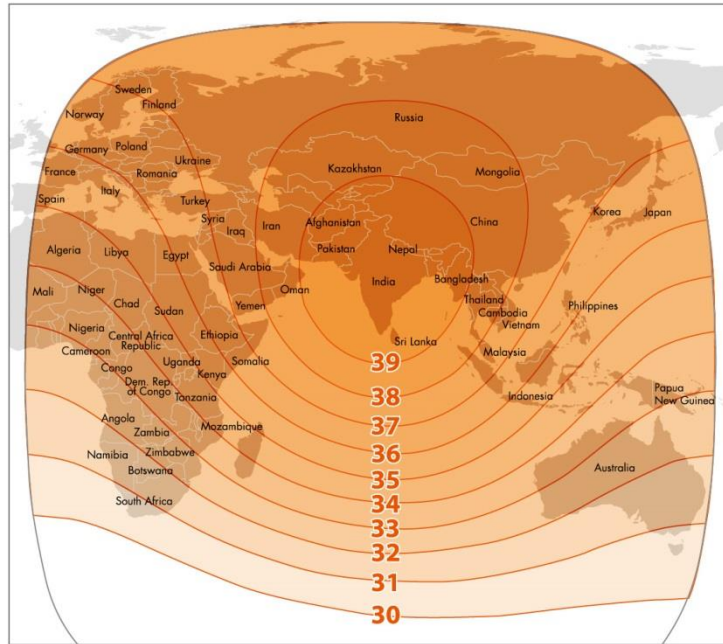 Sweden
Finland
Norway
Russia
Germany
Poland
Ukraine
France
Romania
Kazakhstan
Mongolia
Italy
Spain
Turkey
Korea
Japan
Syria
Iran
Afghanistan
China
Iraq
Algeria
Libya
Egypt
Pakistan
Nepal
Saudi Arabia
India
Bangladesh
Mali
Niger
Oman
Chad
Yemen
Thailand
Sudan
Cambodia
Philippines
Vietnam
Nigeria
Central Africa
Republic
Ethiopia
Sri Lanka
Cameroon
Malaysia
Uganda
Somalia
39
Congo
Kenya
Dem. Rep.
of Congo
Tanzania
38
Indonesia
Papua
New Guinea
Angola
Mozambique
37
Zambia
Namibia
Zimbabwe
36
Botswana
Australia
35
South Africa
34
33
32
31
30